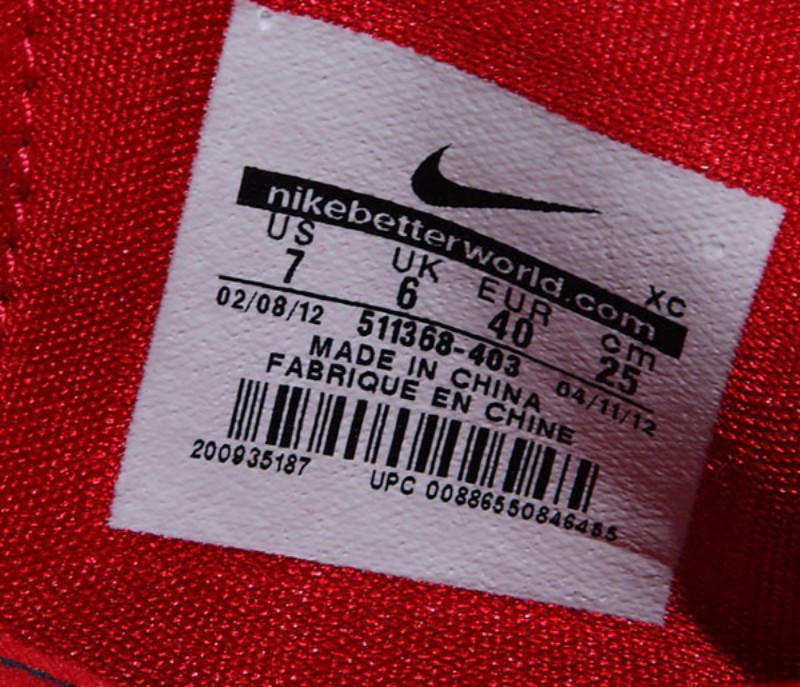 nikebetterworld.com
XC
US UK EUR cm
7 6 40 25
02/08/12 511368-403 04/11/12
MADE IN CHINA
FABRIQUE EN CHINE
200935187 UPC 00886550846485